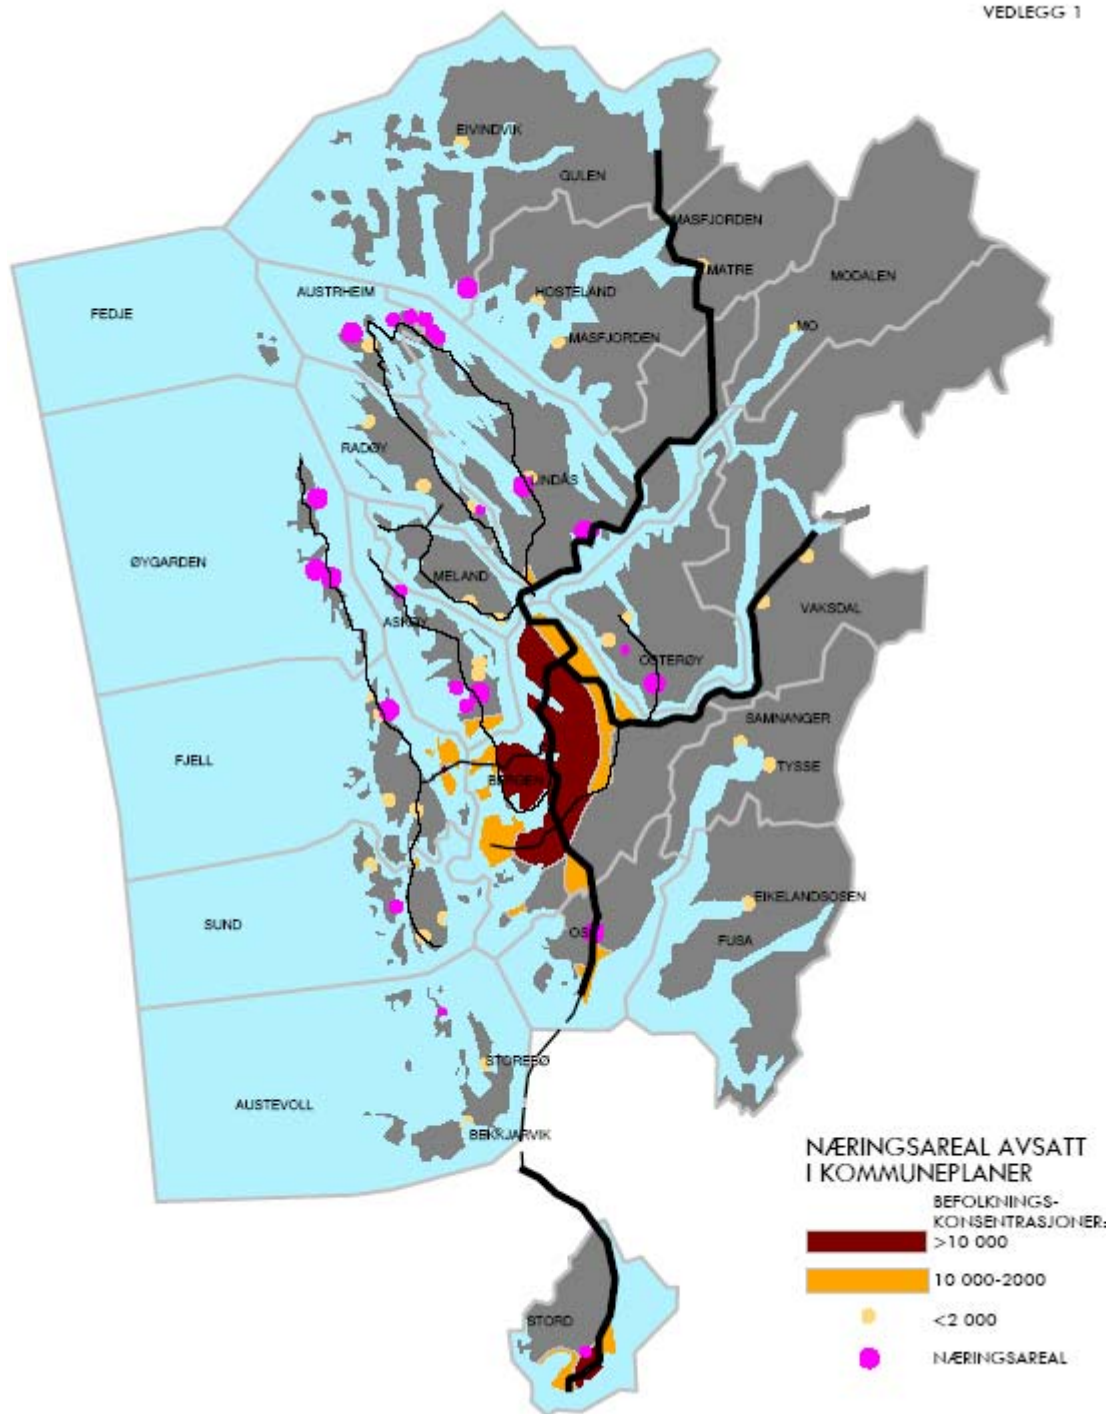 VEDLEGG 1
EIVINDVIK
GULEN
MASFJORDEN
MATRE
MODALEN
AUSTRHEIM
HOSTELAND
FEDJE
MO
MASFJORDEN
RADØY
LINDÅS
ØYGARDEN
MELAND
VAKSDAL
ASKØY
OSTERØY
SAMNANGER
FJELL
TYSSE
BERGEN
EIKELANDSOSEN
SUND
OS
FUSA
STOREBØ
AUSTEVOLL
BEKKJARVIK
NÆRINGSAREAL AVSATT
I KOMMUNEPLANER
BEFOLKNINGS-
KONSENTRASJONER:
>10 000
10 000-2000
<2 000
NÆRINGSAREAL
STORD